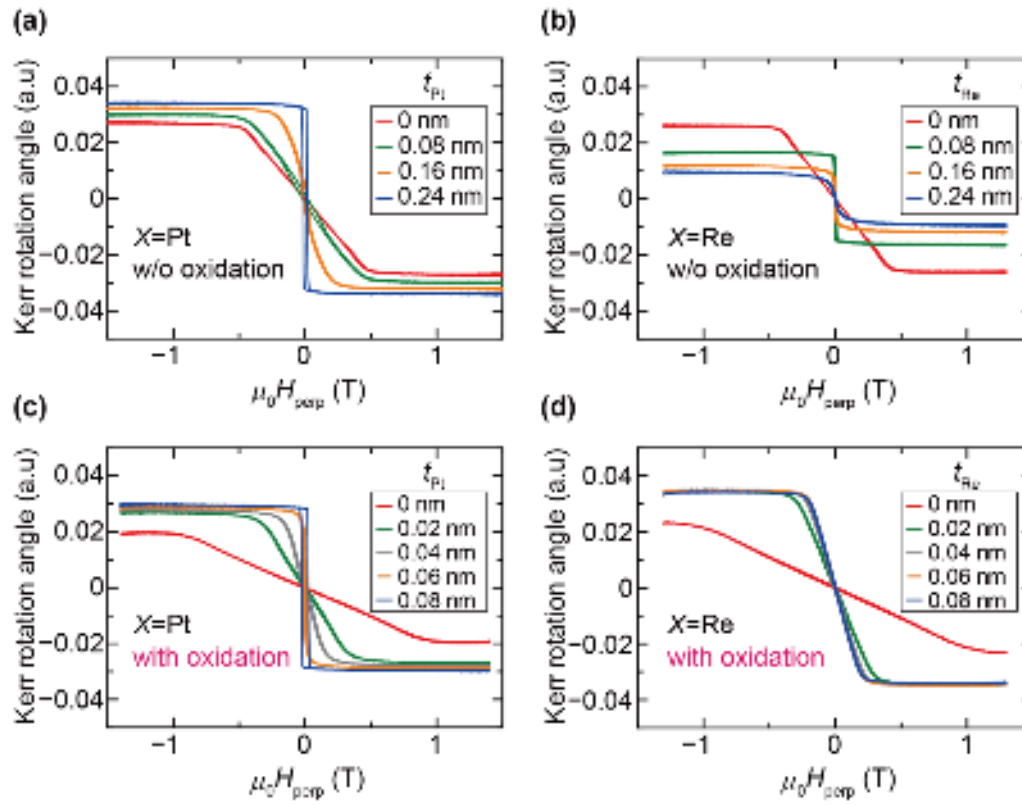 (a)
Kerr rotation angle (a.u)
0.04
0.02
0
−0.02
−0.04
t_Pt
0 nm
0.08 nm
0.16 nm
0.24 nm
X=Pt
w/o oxidation
−1
0
1
μ₀H_perp (T)
(b)
Kerr rotation angle (a.u)
0.04
0.02
0
−0.02
−0.04
t_Re
0 nm
0.08 nm
0.16 nm
0.24 nm
X=Re
w/o oxidation
−1
0
1
μ₀H_perp (T)
(c)
Kerr rotation angle (a.u)
0.04
0.02
0
−0.02
−0.04
t_Pt
0 nm
0.02 nm
0.04 nm
0.06 nm
0.08 nm
X=Pt
with oxidation
−1
0
1
μ₀H_perp (T)
(d)
Kerr rotation angle (a.u)
0.04
0.02
0
−0.02
−0.04
t_Re
0 nm
0.02 nm
0.04 nm
0.06 nm
0.08 nm
X=Re
with oxidation
−1
0
1
μ₀H_perp (T)